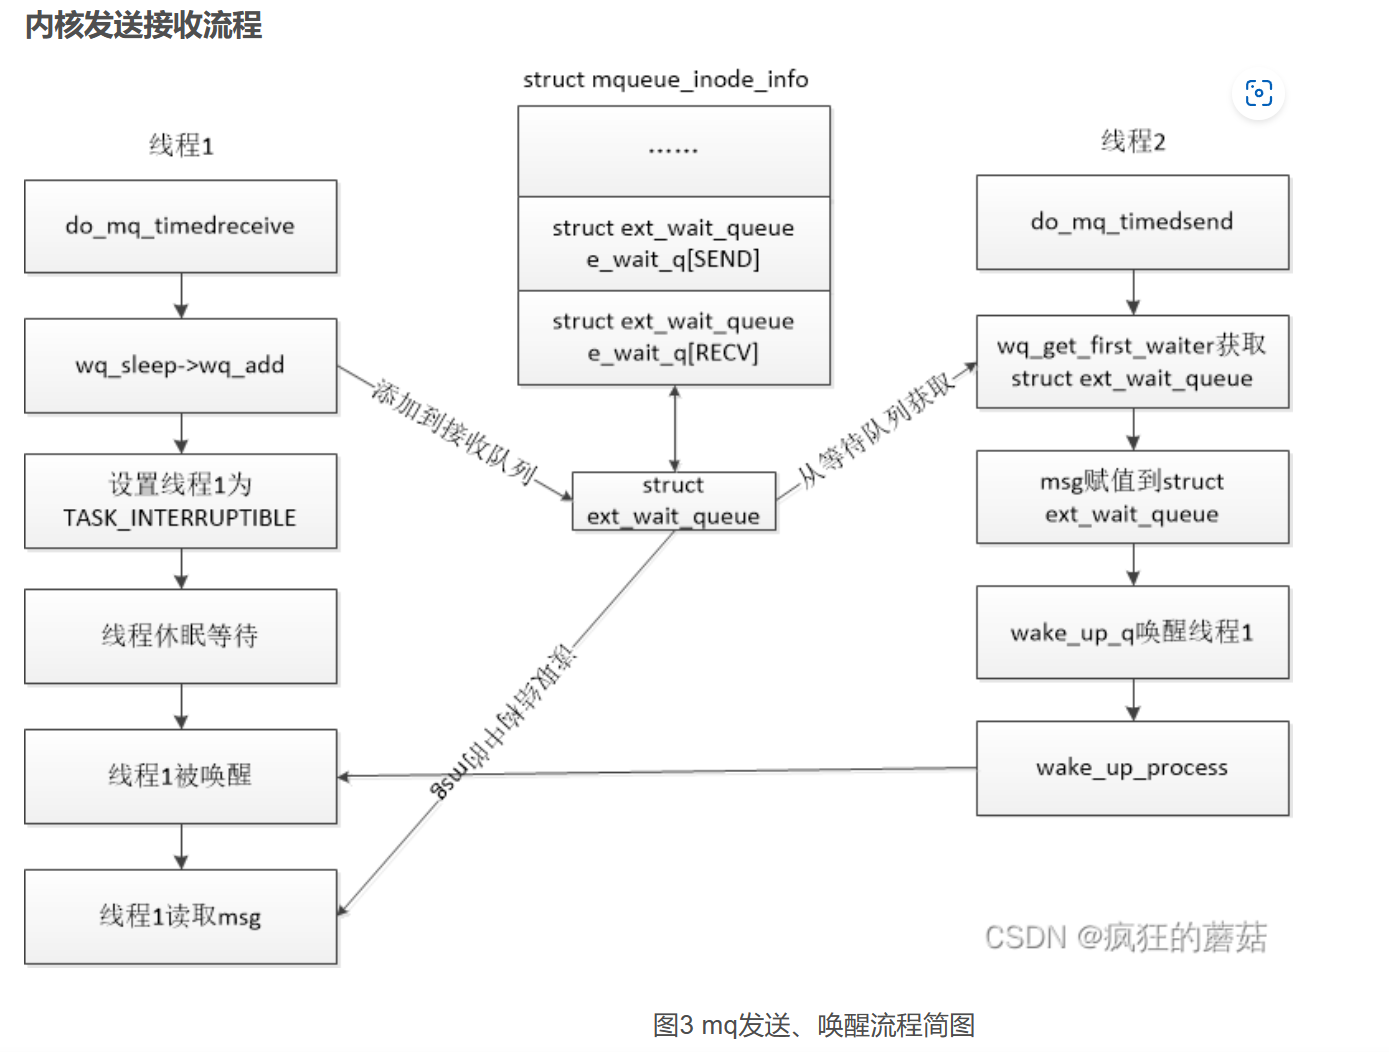 内核发送接收流程
struct mqueue_inode_info
线程1
线程2
......
do_mq_timedreceive
struct ext_wait_queue
e_wait_q[SEND]
do_mq_timedsend
struct ext_wait_queue
e_wait_q[RECV]
wq_sleep->wq_add
wq_get_first_waiter获取
struct ext_wait_queue
添加到接收队列
从等待队列获取
设置线程1为
TASK_INTERRUPTIBLE
struct
ext_wait_queue
msg赋值到struct
ext_wait_queue
线程休眠等待
wake_up_q唤醒线程1
读取结构中的msg
线程1被唤醒
wake_up_process
线程1读取msg
CSDN @疯狂的蘑菇
图3 mq发送、唤醒流程简图